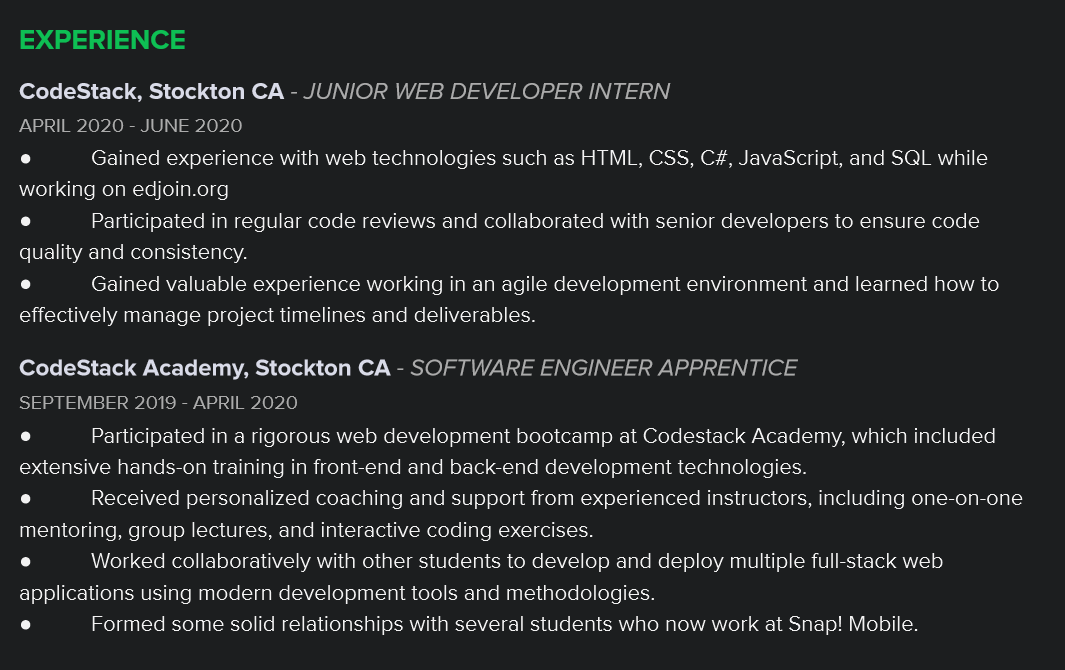 EXPERIENCE
CodeStack, Stockton CA - JUNIOR WEB DEVELOPER INTERN
APRIL 2020 - JUNE 2020
● Gained experience with web technologies such as HTML, CSS, C#, JavaScript, and SQL while
working on edjoin.org
● Participated in regular code reviews and collaborated with senior developers to ensure code
quality and consistency.
● Gained valuable experience working in an agile development environment and learned how to
effectively manage project timelines and deliverables.
CodeStack Academy, Stockton CA - SOFTWARE ENGINEER APPRENTICE
SEPTEMBER 2019 - APRIL 2020
● Participated in a rigorous web development bootcamp at Codestack Academy, which included
extensive hands-on training in front-end and back-end development technologies.
● Received personalized coaching and support from experienced instructors, including one-on-one
mentoring, group lectures, and interactive coding exercises.
● Worked collaboratively with other students to develop and deploy multiple full-stack web
applications using modern development tools and methodologies.
● Formed some solid relationships with several students who now work at Snap! Mobile.